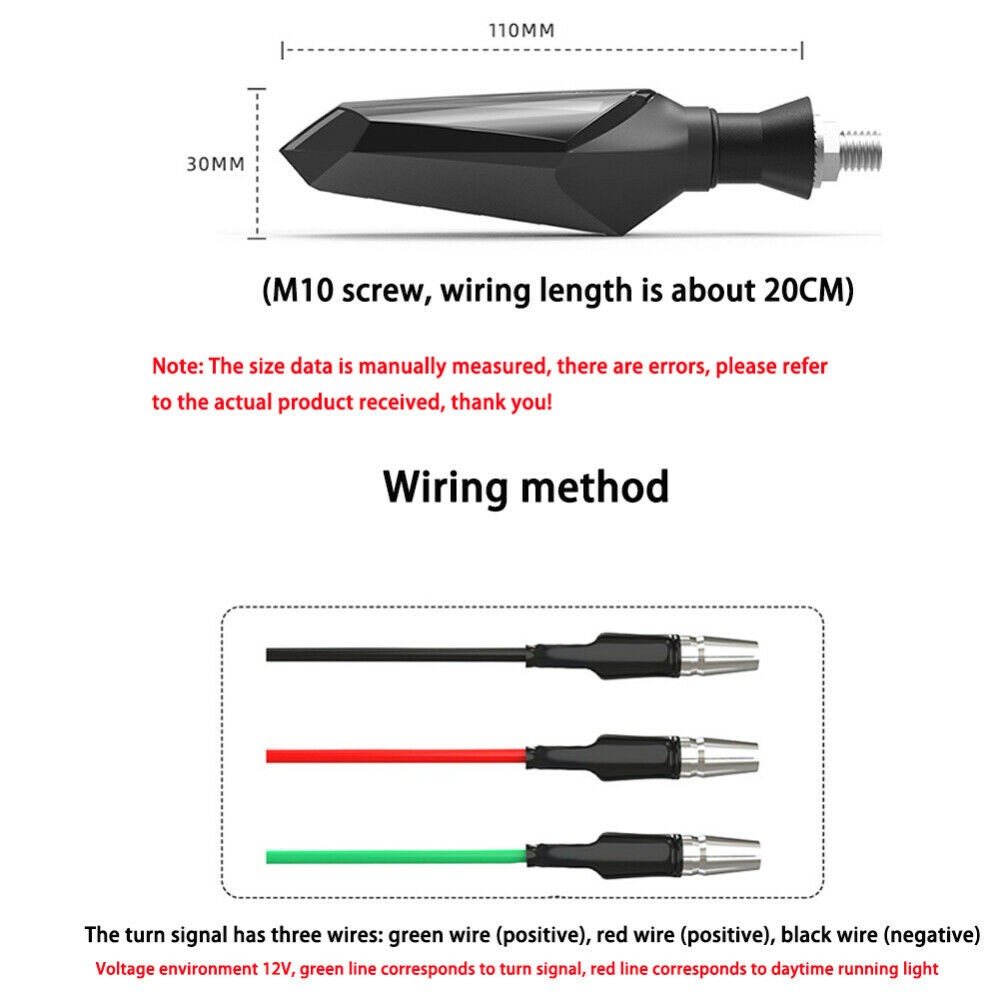 110MM
30MM
(M10 screw, wiring length is about 20CM)
Note: The size data is manually measured, there are errors, please refer
to the actual product received, thank you!
Wiring method
The turn signal has three wires: green wire (positive), red wire (positive), black wire (negative)
Voltage environment 12V, green line corresponds to turn signal, red line corresponds to daytime running light